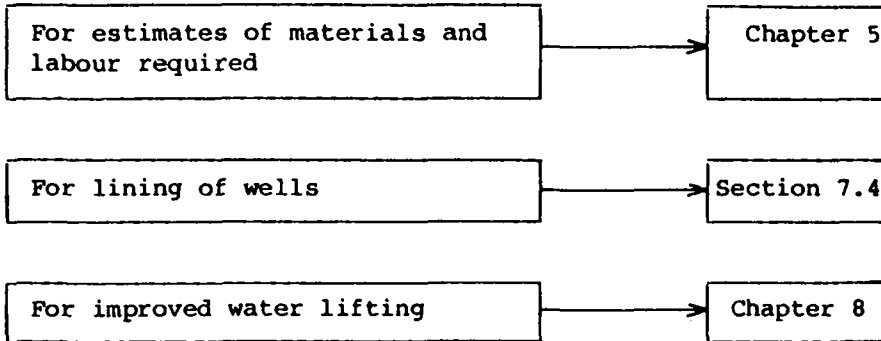 For estimates of materials and
labour required
Chapter 5
For lining of wells
Section 7.4
For improved water lifting
Chapter 8